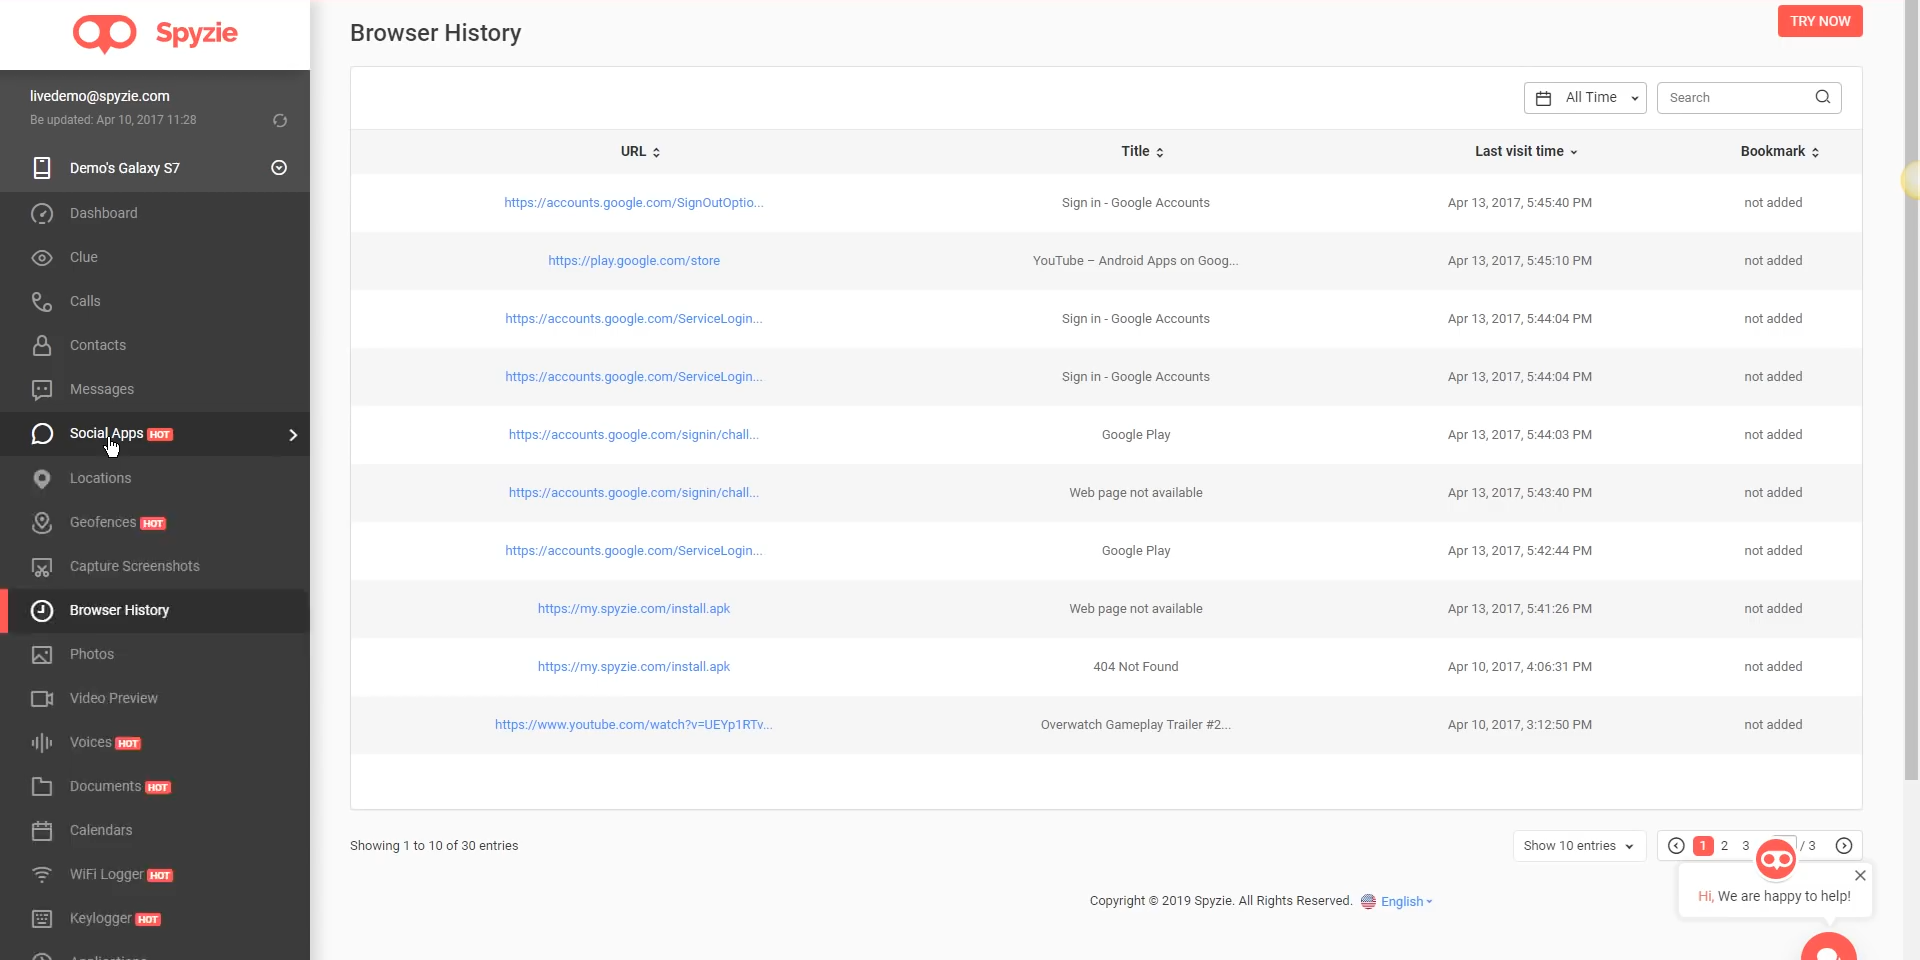 Spyzie
livedemo@spyzie.com
Be updated: Apr 10, 2017 11:28
Demo's Galaxy S7
Dashboard
Clue
Calls
Contacts
Messages
Social Apps HOT
Locations
Geofences HOT
Capture Screenshots
Browser History
Photos
Video Preview
Voices HOT
Documents HOT
Calendars
WiFi Logger HOT
Keylogger HOT
Browser History
TRY NOW
All Time
Search
URL Title Last visit time Bookmark
https://accounts.google.com/SignOutOptio... Sign in - Google Accounts Apr 13, 2017, 5:45:40 PM not added
https://play.google.com/store YouTube – Android Apps on Goog... Apr 13, 2017, 5:45:10 PM not added
https://accounts.google.com/ServiceLogin... Sign in - Google Accounts Apr 13, 2017, 5:44:04 PM not added
https://accounts.google.com/ServiceLogin... Sign in - Google Accounts Apr 13, 2017, 5:44:04 PM not added
https://accounts.google.com/signin/chall... Google Play Apr 13, 2017, 5:44:03 PM not added
https://accounts.google.com/signin/chall... Web page not available Apr 13, 2017, 5:43:40 PM not added
https://accounts.google.com/ServiceLogin... Google Play Apr 13, 2017, 5:42:44 PM not added
https://my.spyzie.com/install.apk Web page not available Apr 13, 2017, 5:41:26 PM not added
https://my.spyzie.com/install.apk 404 Not Found Apr 10, 2017, 4:06:31 PM not added
https://www.youtube.com/watch?v=UEYp1RTv... Overwatch Gameplay Trailer #2... Apr 10, 2017, 3:12:50 PM not added
Showing 1 to 10 of 30 entries
Show 10 entries
1 2 3 / 3
Hi, We are happy to help!
Copyright © 2019 Spyzie. All Rights Reserved. English